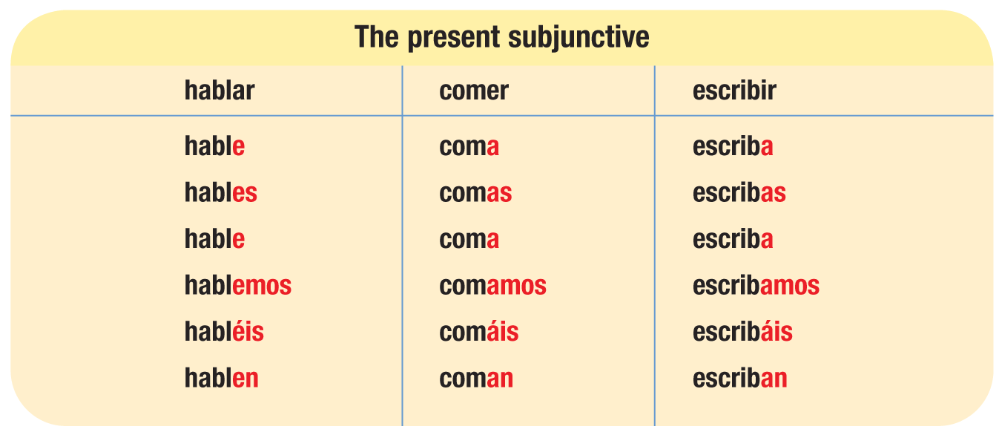 The present subjunctive
hablar comer escribir
hable coma escriba
hables comas escribas
hable coma escriba
hablemos comamos escribamos
habléis comáis escribáis
hablen coman escriban